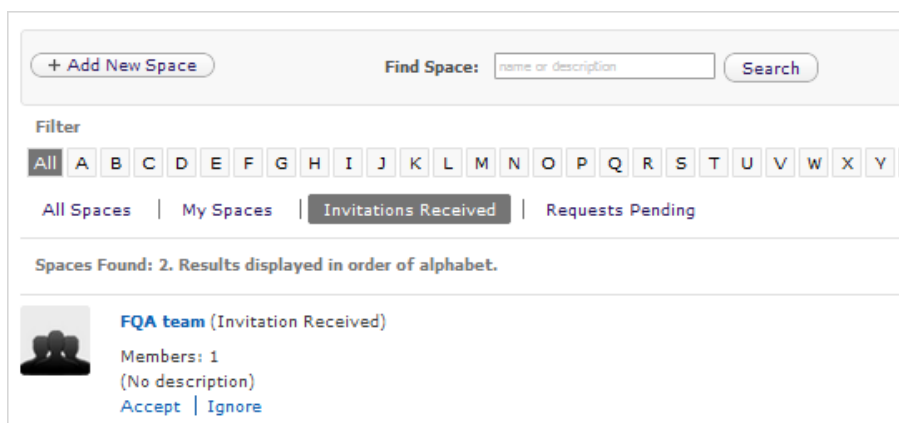 + Add New Space Find Space: name or description Search
Filter
All A B C D E F G H I J K L M N O P Q R S T U V W X Y
All Spaces | My Spaces | Invitations Received | Requests Pending
Spaces Found: 2. Results displayed in order of alphabet.
FQA team (Invitation Received)
Members: 1
(No description)
Accept | Ignore